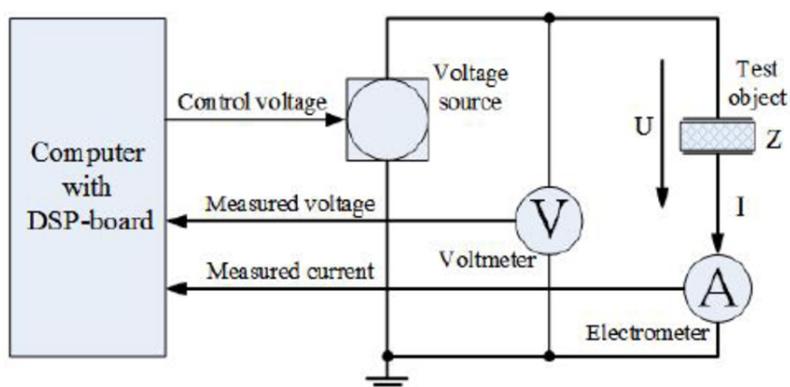 Computer
with
DSP-board
Control voltage
Voltage
source
Measured voltage
V
Voltmeter
Measured current
U
Test
object
Z
I
A
Electrometer